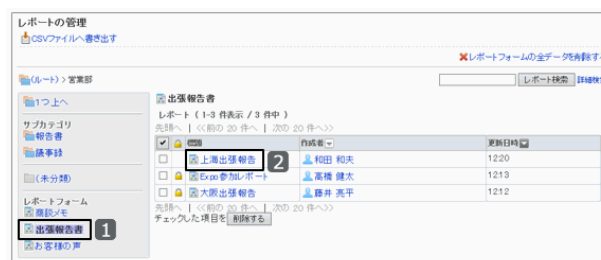 レポートの管理
CSVファイルへ書き出す
レポートフォームの全データを削除す
(ルート) > 営業部
レポート検索 詳細検
1つ上へ
サブカテゴリ
報告書
議事録
(未分類)
レポートフォーム
商談メモ
出張報告書 1
お客様の声
出張報告書
レポート ( 1-3 件表示 / 3 件中 )
先頭へ | <<前の 20 件へ | 次の 20 件へ>>
作成者 更新日時
上海出張報告 2 和田 和夫 12:20
Expo参加レポート 高橋 健太 12:13
大阪出張報告 藤井 亮平 12:12
先頭へ | <<前の 20 件へ | 次の 20 件へ>>
チェックした項目を 削除する